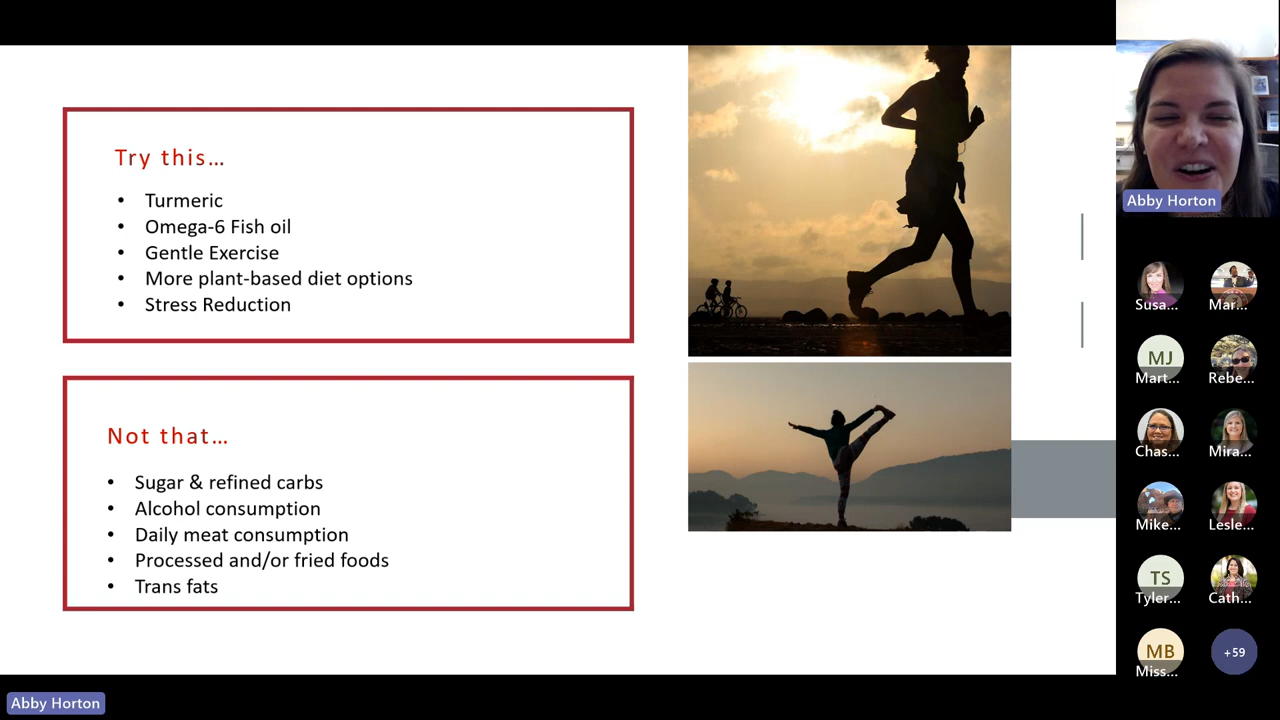 Try this…
• Turmeric
• Omega-6 Fish oil
• Gentle Exercise
• More plant-based diet options
• Stress Reduction
Not that…
• Sugar & refined carbs
• Alcohol consumption
• Daily meat consumption
• Processed and/or fried foods
• Trans fats
Abby Horton
Susa...
Mar...
MJ
Mart...
Rebe...
Chas...
Mira...
Mike...
Lesle...
TS
Tyler...
Cath...
MB
Miss...
+59
Abby Horton